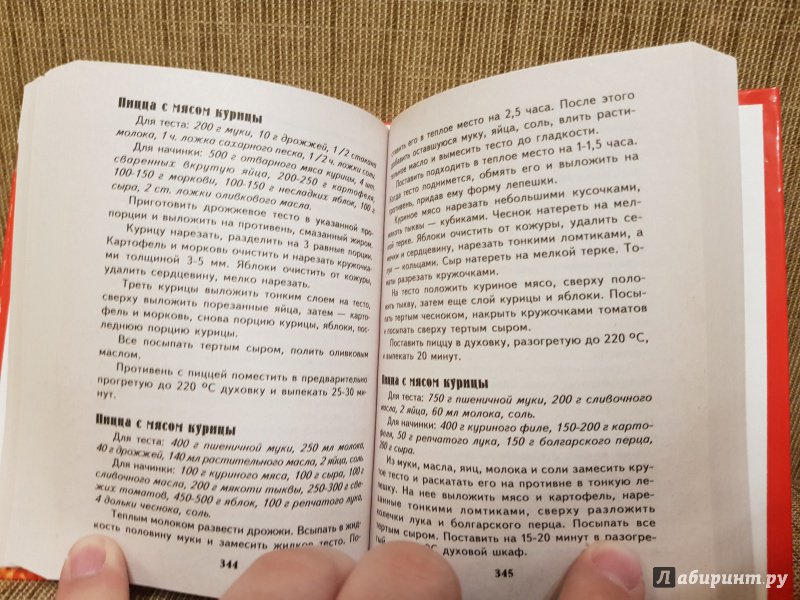 Пицца с мясом курицы
Для теста: 200 г муки, 10 г дрожжей, 1/2 стакана
молока, 1 ч. ложка сахарного песка, 1/2 ч. ложки соли.
Для начинки: 500 г отварного мяса курицы, 4 шт.
сваренных вкрутую яйца, 200-250 г картофеля,
100-150 г моркови, 100-150 г несладких яблок, 100 г
сыра, 2 ст. ложки оливкового масла.
Приготовить дрожжевое тесто в указанной про-
порции и выложить на противень, смазанный жиром.
Курицу нарезать, разделить на 3 равные порции.
Картофель и морковь очистить и нарезать кружоч-
ками толщиной 3-5 мм. Яблоки очистить от кожуры,
удалить сердцевину, мелко нарезать.
Треть курицы выложить тонким слоем на тесто,
сверху выложить порезанные яйца, затем — карто-
фель и морковь, снова порцию курицы, яблоки, пос-
леднюю порцию курицы.
Все посыпать тертым сыром, полить оливковым
маслом.
Противень с пиццей поместить в предварительно
прогретую до 220 °С духовку и выпекать 25-30 ми-
нут.
Пицца с мясом курицы
Для теста: 400 г пшеничной муки, 250 мл молока,
40 г дрожжей, 140 мл растительного масла, 2 яйца, соль.
Для начинки: 100 г куриного мяса, 100 г сыра, 100 г
сливочного масла, 200 г мякоти тыквы, 250-300 г све-
жих томатов, 450-500 г яблок, 100 г репчатого лука,
4 дольки чеснока, соль.
Теплым молоком развести дрожжи. Всыпать в жид-
кость половину муки и замесить жидкое тесто. По-
344
ставить его в теплое место на 2,5 часа. После этого
добавить оставшуюся муку, яйца, соль, влить расти-
тельное масло и вымесить тесто до гладкости.
Поставить подходить в теплое место на 1-1,5 часа.
Когда тесто поднимется, обмять его и выложить на
противень, придав ему форму лепешки.
Куриное мясо нарезать небольшими кусочками,
мякоть тыквы — кубиками. Чеснок натереть на мел-
кой терке. Яблоки очистить от кожуры, удалить се-
мечки и сердцевину, нарезать тонкими ломтиками, а
лук — кольцами. Сыр натереть на мелкой терке. То-
маты разрезать кружочками.
На тесто положить куриное мясо, сверху поло-
жить тыкву, затем еще слой курицы и яблоки. Посы-
пать тертым чесноком, накрыть кружочками томатов
и посыпать сверху тертым сыром.
Поставить пиццу в духовку, разогретую до 220 °С,
и выпекать 20 минут.
Пицца с мясом курицы
Для теста: 750 г пшеничной муки, 200 г сливочного
масла, 2 яйца, 60 мл молока, соль.
Для начинки: 400 г куриного филе, 150-200 г карто-
феля, 50 г репчатого лука, 150 г болгарского перца,
200 г сыра.
Из муки, масла, яиц, молока и соли замесить кру-
тое тесто и раскатать его на противне в тонкую ле-
пешку. На нее выложить мясо и картофель, наре-
занные тонкими ломтиками, сверху разложить
колечки лука и болгарского перца. Посыпать все
тертым сыром. Поставить на 15-20 минут в разогре-
тый °С духовой шкаф.
345
Лабиринт.ру